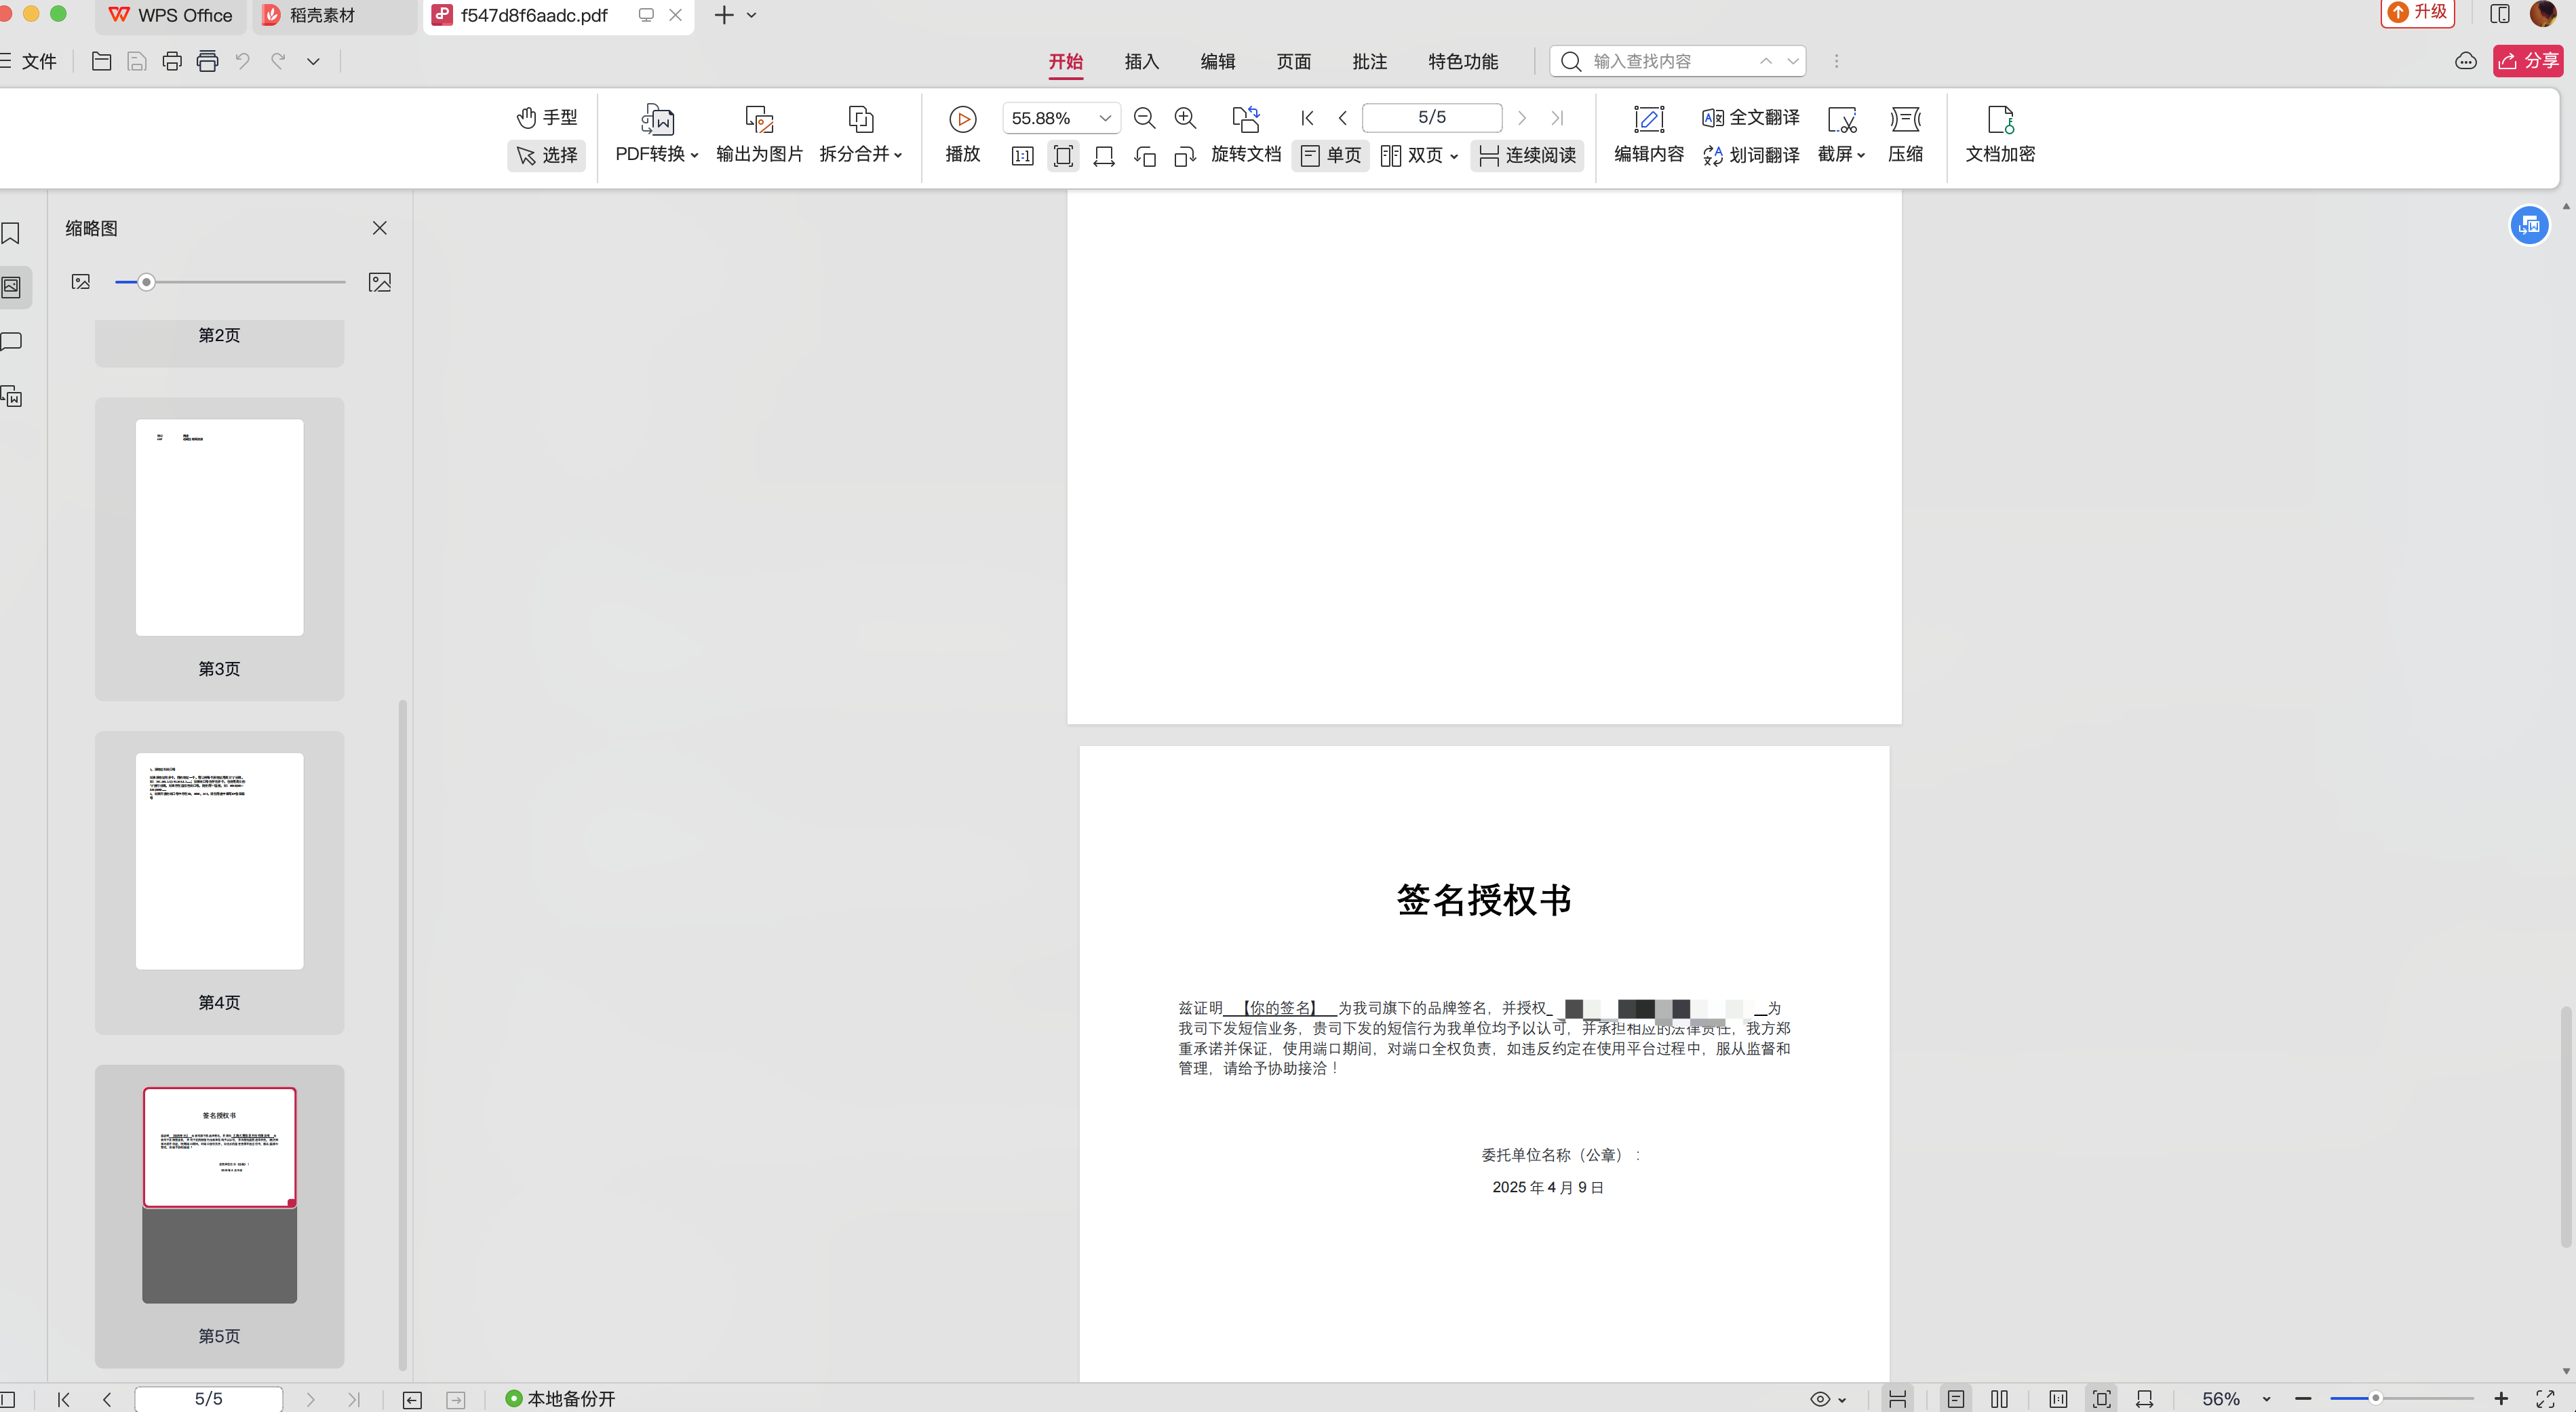 WPS Office
稻壳素材
f547d8f6aadc.pdf
升级
文件
开始
插入
编辑
页面
批注
特色功能
输入查找内容
分享
手型
选择
PDF转换
输出为图片
拆分合并
播放
55.88%
5/5
旋转文档
单页
双页
连续阅读
编辑内容
全文翻译
划词翻译
截屏
压缩
文档加密
缩略图
第2页
第3页
第4页
签名授权书
第5页
签名授权书
兹证明 【你的签名】 为我司旗下的品牌签名，并授权 为
我司下发短信业务，贵司下发的短信行为我单位均予以认可，并承担相应的法律责任，我方郑
重承诺并保证，使用端口期间，对端口全权负责，如违反约定在使用平台过程中，服从监督和
管理，请给予协助接洽！
委托单位名称（公章）：
2025 年 4 月 9 日
5/5
本地备份开
56%